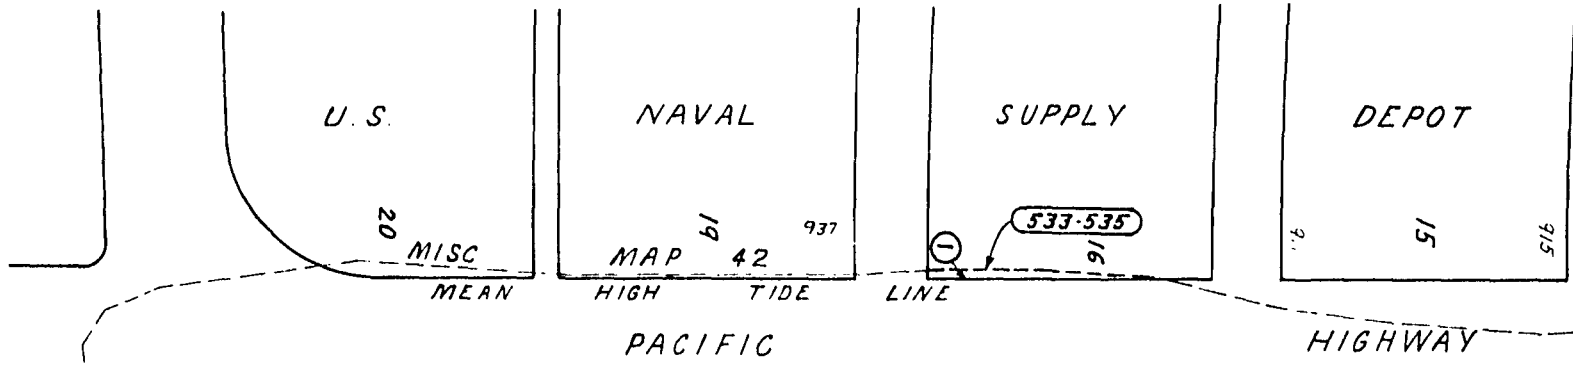 U.S. NAVAL SUPPLY DEPOT
20 19 937 533-535 16 15 915
1
MISC MAP 42
MEAN HIGH TIDE LINE
PACIFIC HIGHWAY